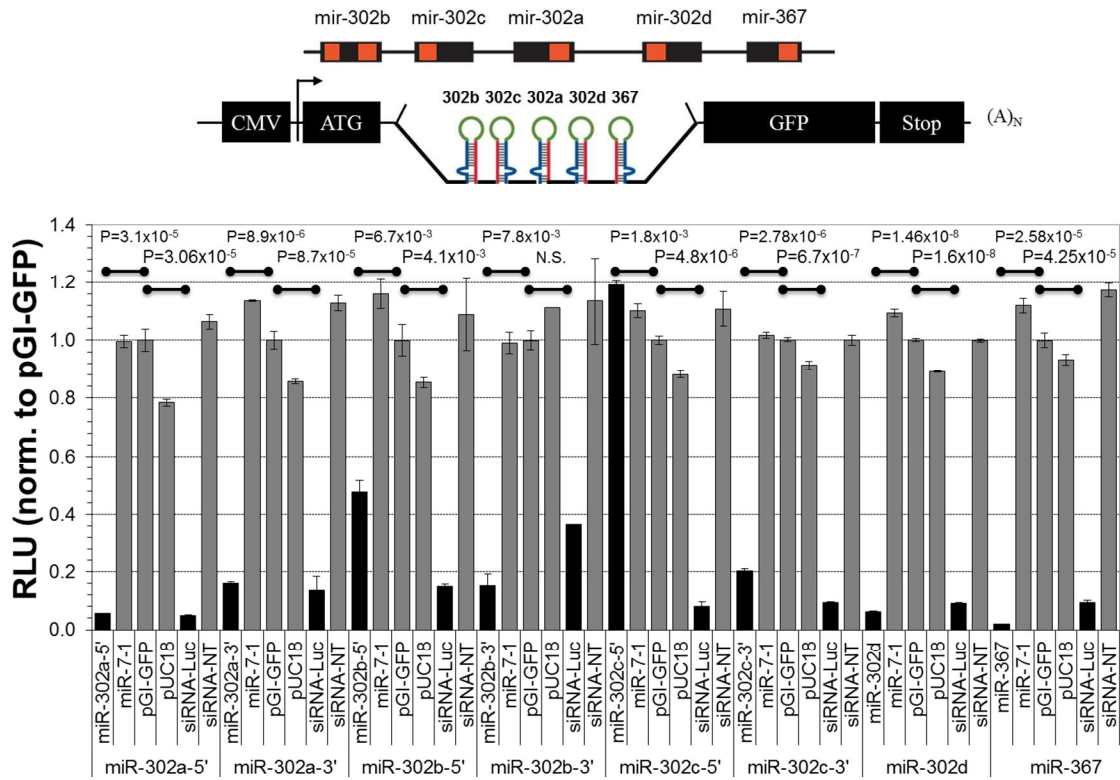 mir-302b mir-302c mir-302a mir-302d mir-367
302b 302c 302a 302d 367
CMV ATG GFP Stop (A)N
RLU (norm. to pGI-GFP)
1.4
1.2
1.0
0.8
0.6
0.4
0.2
0.0
P=3.1x10-5 P=8.9x10-6 P=6.7x10-3 P=7.8x10-3 P=1.8x10-3 P=2.78x10-6 P=1.46x10-8 P=2.58x10-5
P=3.06x10-5 P=8.7x10-5 P=4.1x10-3 N.S. P=4.8x10-6 P=6.7x10-7 P=1.6x10-8 P=4.25x10-5
miR-302a-5' miR-7-1 pGI-GFP pUC18 siRNA-Luc siRNA-NT
miR-302a-3' miR-7-1 pGI-GFP pUC18 siRNA-Luc siRNA-NT
miR-302b-5' miR-7-1 pGI-GFP pUC18 siRNA-Luc siRNA-NT
miR-302b-3' miR-7-1 pGI-GFP pUC18 siRNA-Luc siRNA-NT
miR-302c-5' miR-7-1 pGI-GFP pUC18 siRNA-Luc siRNA-NT
miR-302c-3' miR-7-1 pGI-GFP pUC18 siRNA-Luc siRNA-NT
miR-302d miR-7-1 pGI-GFP pUC18 siRNA-Luc siRNA-NT
miR-367 miR-7-1 pGI-GFP pUC18 siRNA-Luc siRNA-NT
miR-302a-5' miR-302a-3' miR-302b-5' miR-302b-3' miR-302c-5' miR-302c-3' miR-302d miR-367